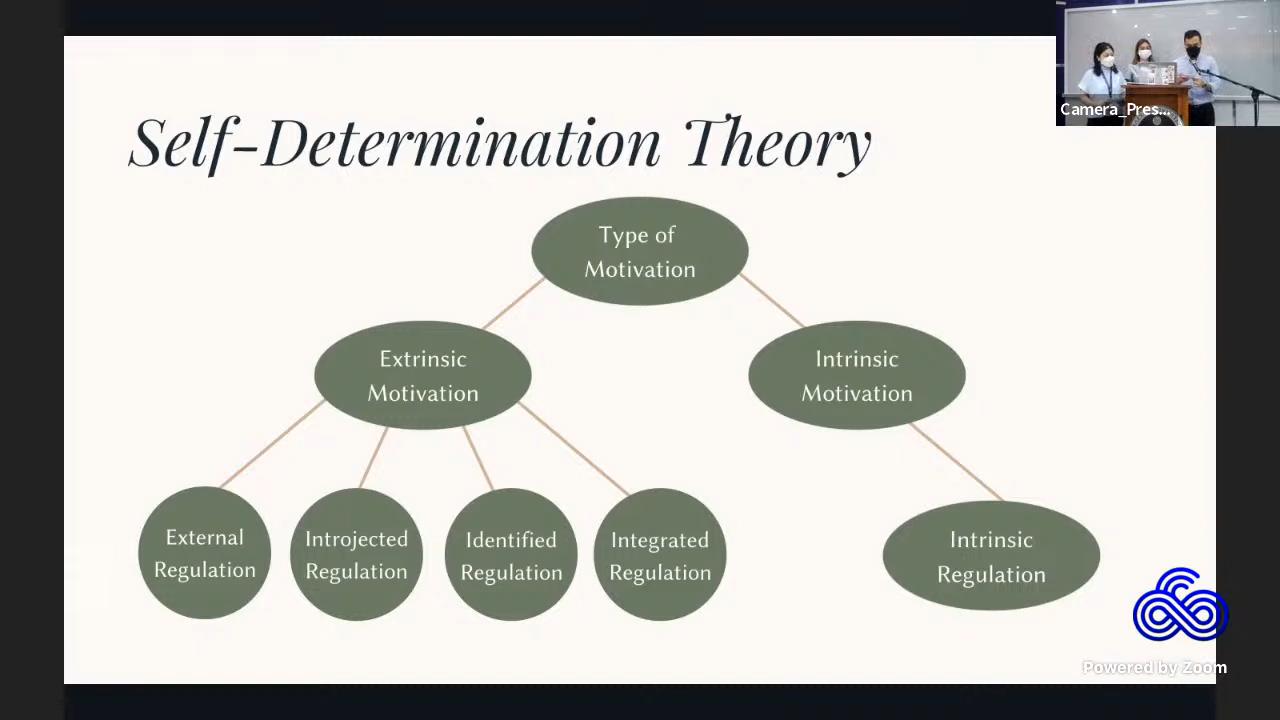 Camera_Pres...
Self-Determination Theory
Type of
Motivation
Extrinsic
Motivation
Intrinsic
Motivation
External
Regulation
Introjected
Regulation
Identified
Regulation
Integrated
Regulation
Intrinsic
Regulation
Powered by Zoom